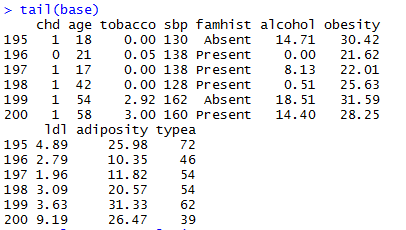 > tail(base)
chd age tobacco sbp famhist alcohol obesity
195 1 18 0.00 130 Absent 14.71 30.42
196 0 21 0.05 138 Present 0.00 21.62
197 1 17 0.00 138 Present 8.13 22.01
198 1 42 0.00 128 Present 0.51 25.63
199 1 54 2.92 162 Absent 18.51 31.59
200 1 58 3.00 160 Present 14.40 28.25
ldl adiposity typea
195 4.89 25.98 72
196 2.79 10.35 46
197 1.96 11.82 54
198 3.09 20.57 54
199 3.63 31.33 62
200 9.19 26.47 39